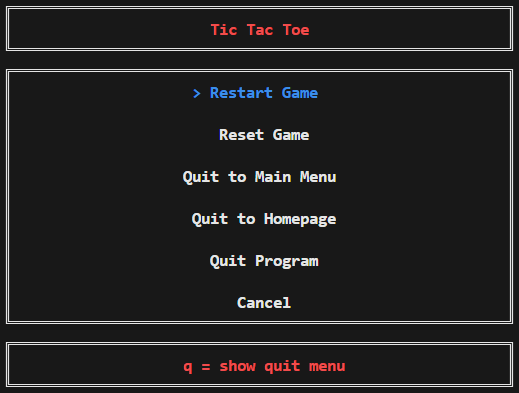 Tic Tac Toe
> Restart Game
Reset Game
Quit to Main Menu
Quit to Homepage
Quit Program
Cancel
q = show quit menu